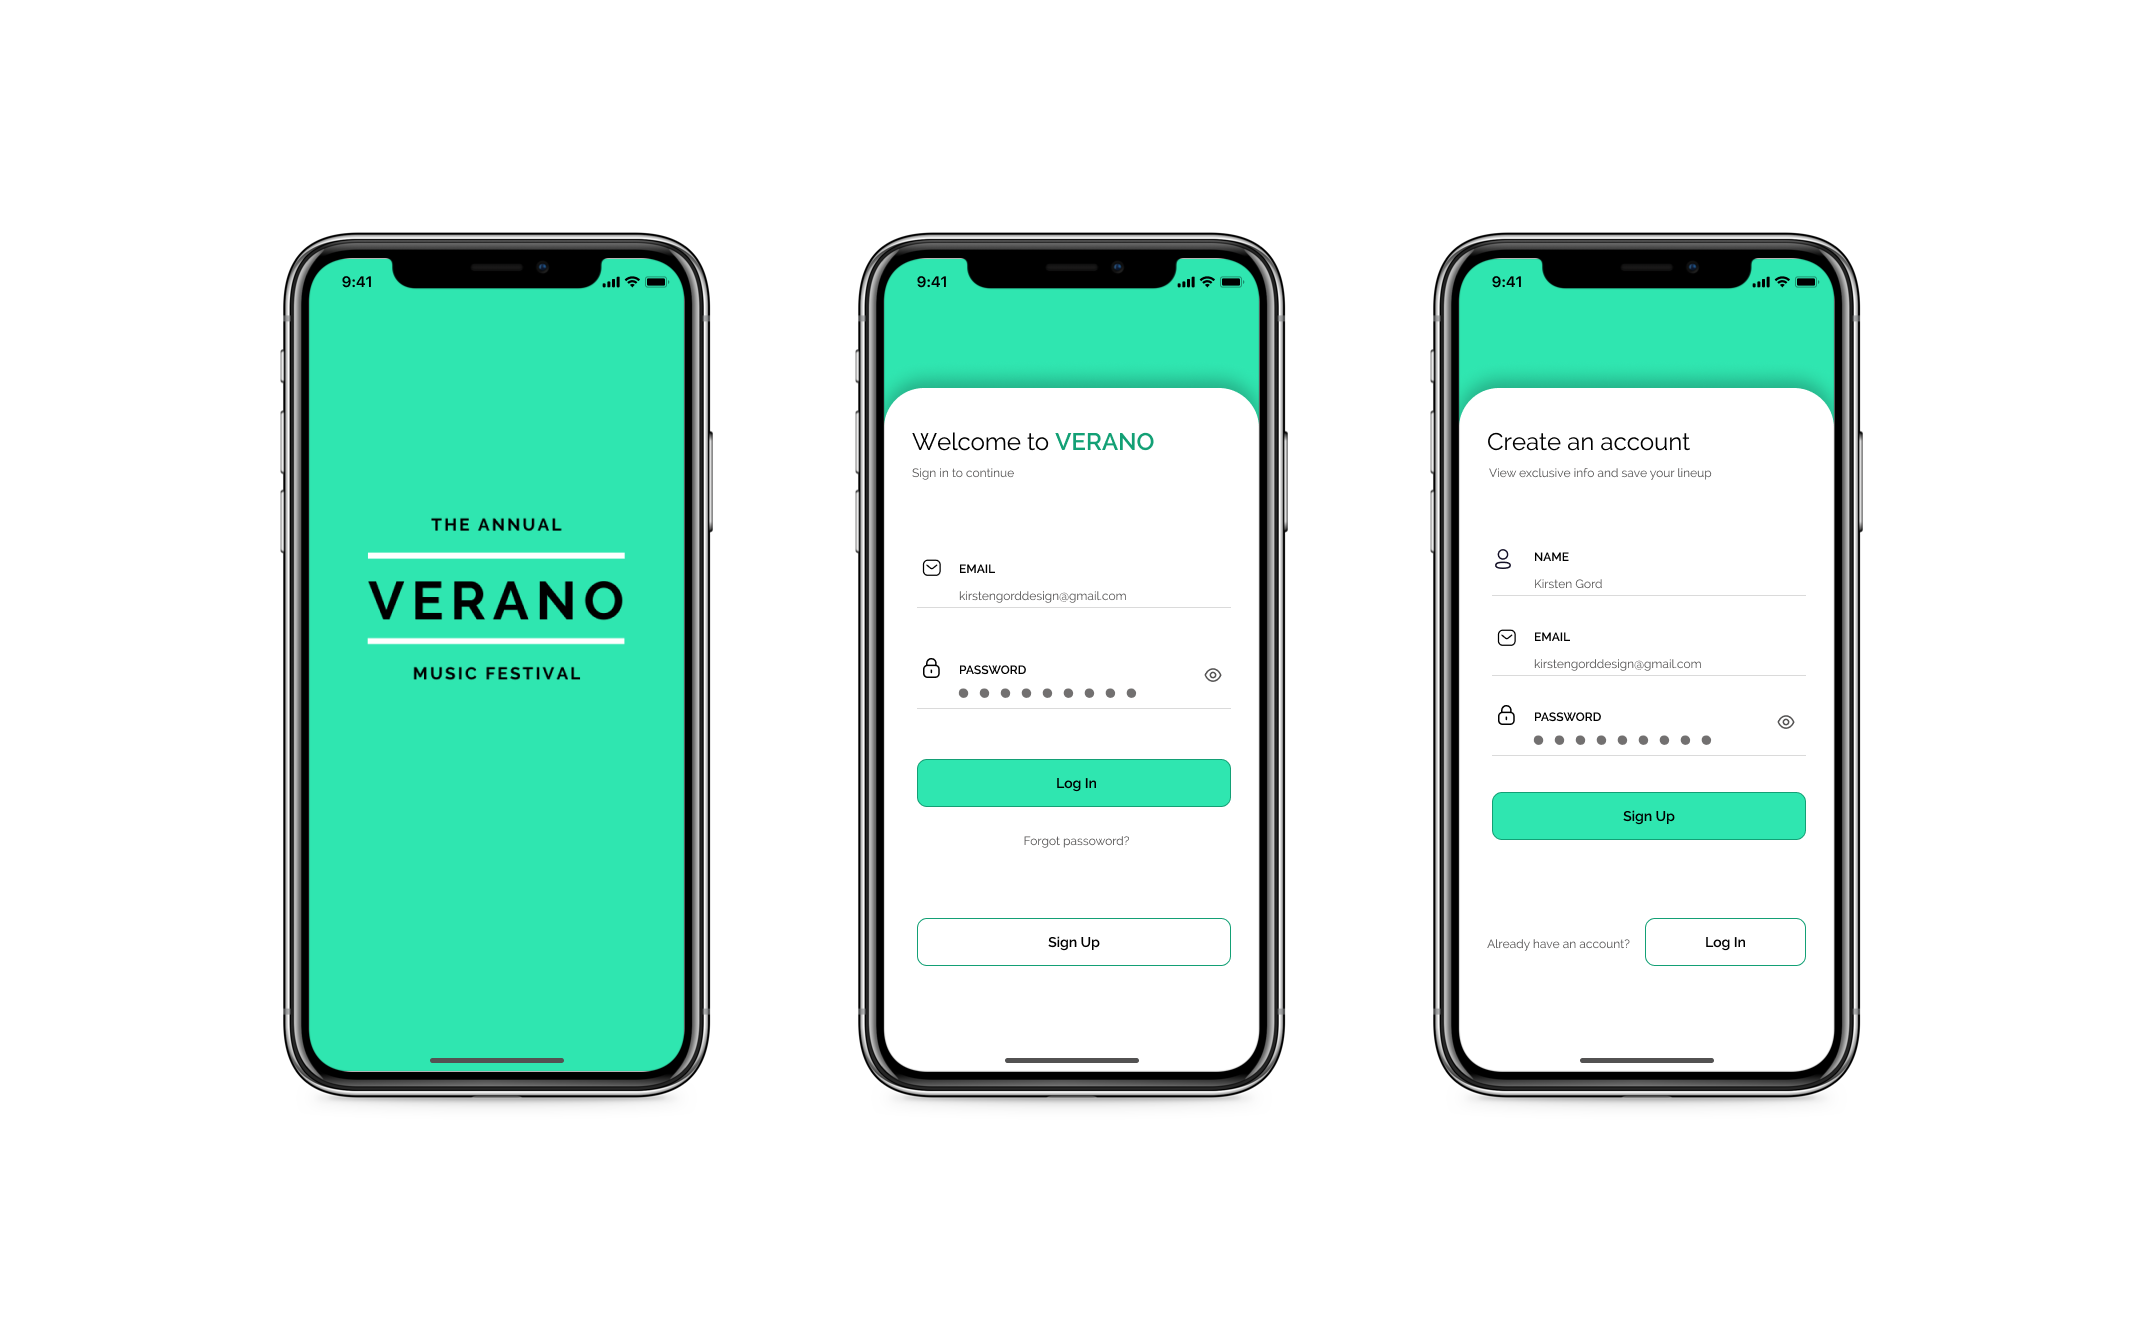 9:41
THE ANNUAL
VERANO
MUSIC FESTIVAL
9:41
Welcome to VERANO
Sign in to continue
EMAIL
kirstengorddesign@gmail.com
PASSWORD
Log In
Forgot passoword?
Sign Up
9:41
Create an account
View exclusive info and save your lineup
NAME
Kirsten Gord
EMAIL
kirstengorddesign@gmail.com
PASSWORD
Sign Up
Already have an account?
Log In